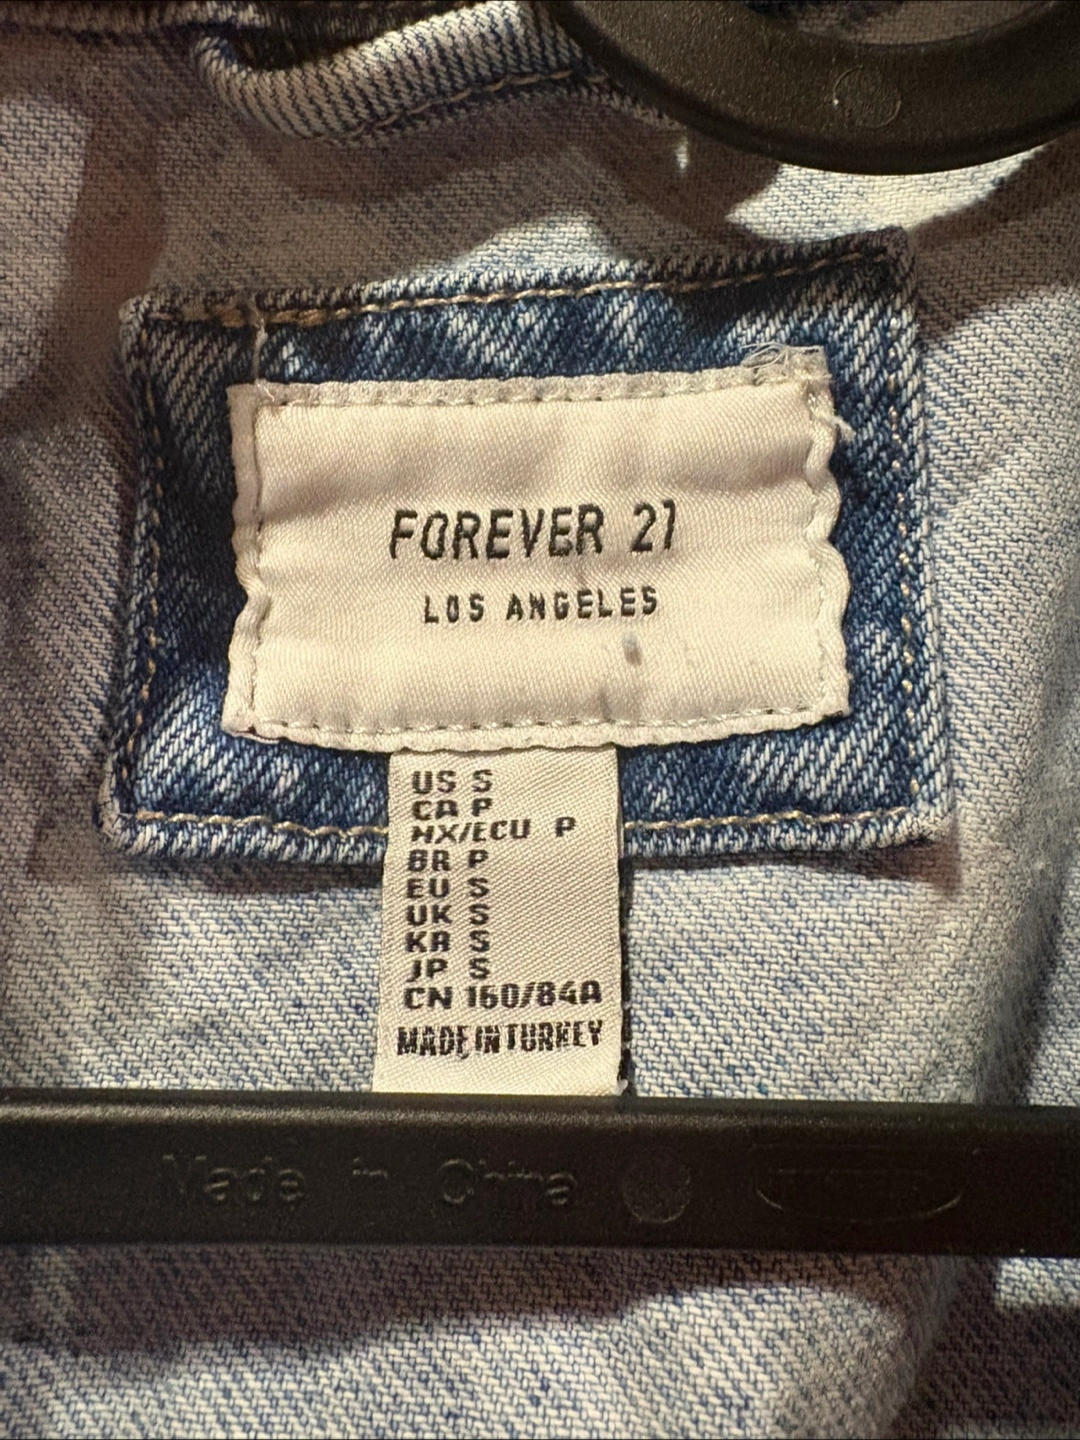 FOREVER 21
LOS ANGELES
US S
CA P
MX/ECU P
BR P
EU S
UK S
KR S
JP S
CN 160/84A
MADE IN TURKEY
Made in China